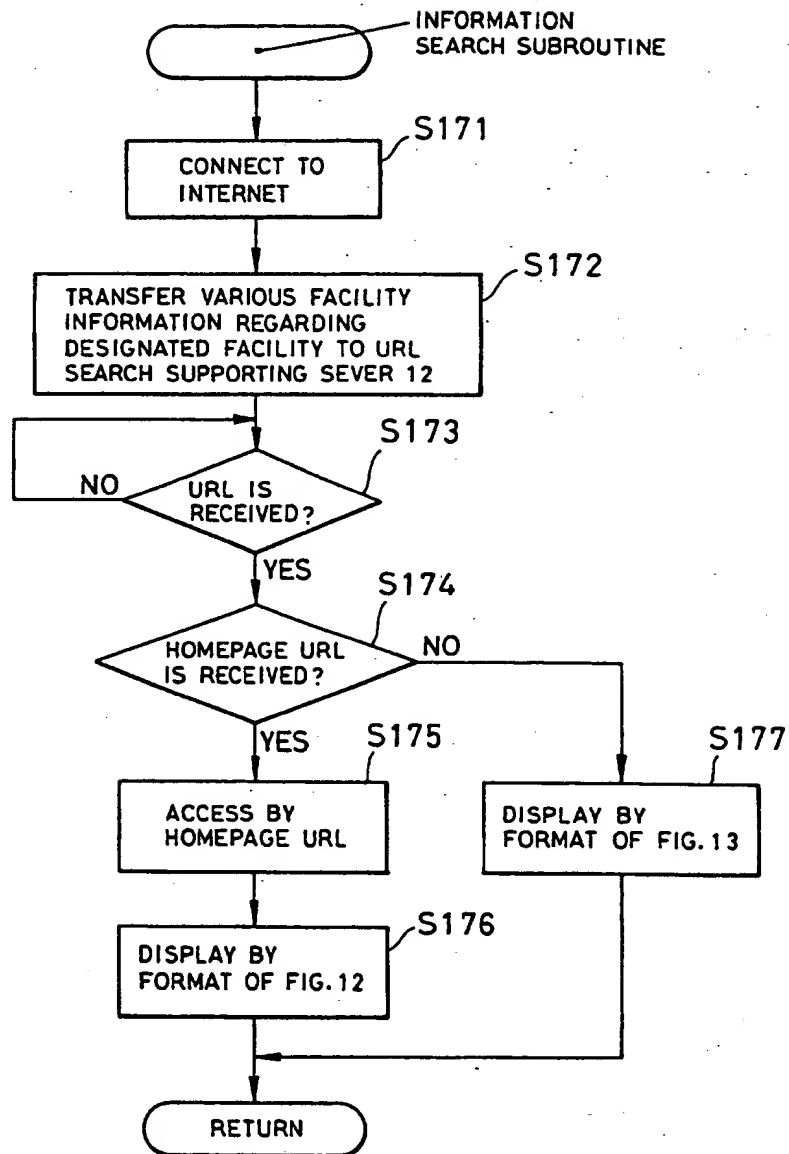 INFORMATION
SEARCH SUBROUTINE
S171
CONNECT TO
INTERNET
S172
TRANSFER VARIOUS FACILITY
INFORMATION REGARDING
DESIGNATED FACILITY TO URL
SEARCH SUPPORTING SEVER 12
S173
NO
URL IS
RECEIVED?
YES
S174
HOMEPAGE URL
IS RECEIVED?
NO
YES
S175
S177
ACCESS BY
HOMEPAGE URL
DISPLAY BY
FORMAT OF FIG.13
S176
DISPLAY BY
FORMAT OF FIG.12
RETURN